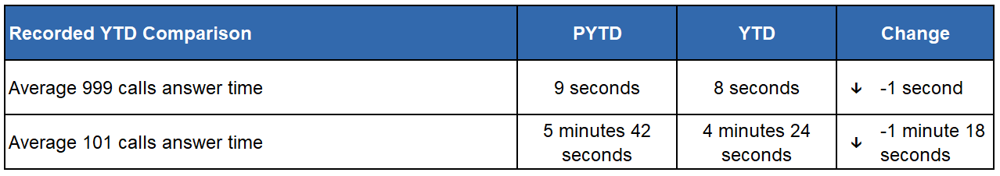 Recorded YTD Comparison PYTD YTD Change
Average 999 calls answer time 9 seconds 8 seconds ↓ -1 second
Average 101 calls answer time 5 minutes 42 seconds 4 minutes 24 seconds ↓ -1 minute 18 seconds